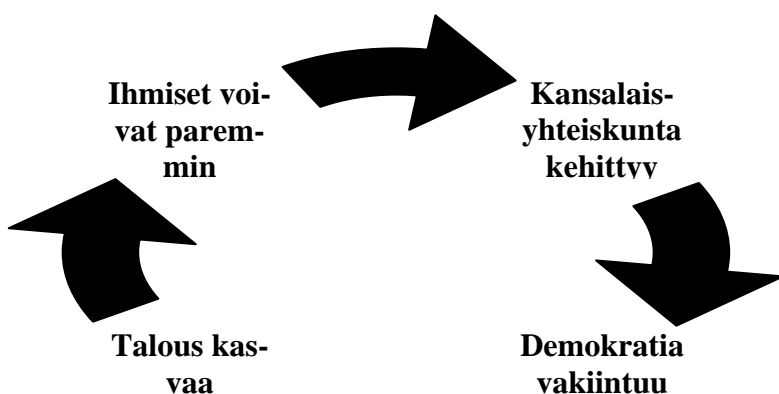 Ihmiset voi-
vat parem-
min
Kansalais-
yhteiskunta
kehittyy
Talous kas-
vaa
Demokratia
vakiintuu